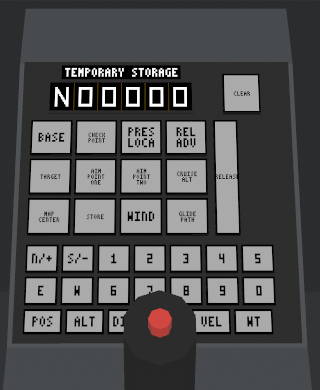 TEMPORARY STORAGE
N00000
CLEAR
BASE CHECK POINT PRES LOCA REL ADV
TARGET AIM POINT ONE AIM POINT TWO CRUISE ALT RELEASE
MAP CENTER STORE WIND GLIDE PATH
N/+ S/- 1 2 3 4 5
E W 6 7 8 9 0
POS ALT DI VEL WT